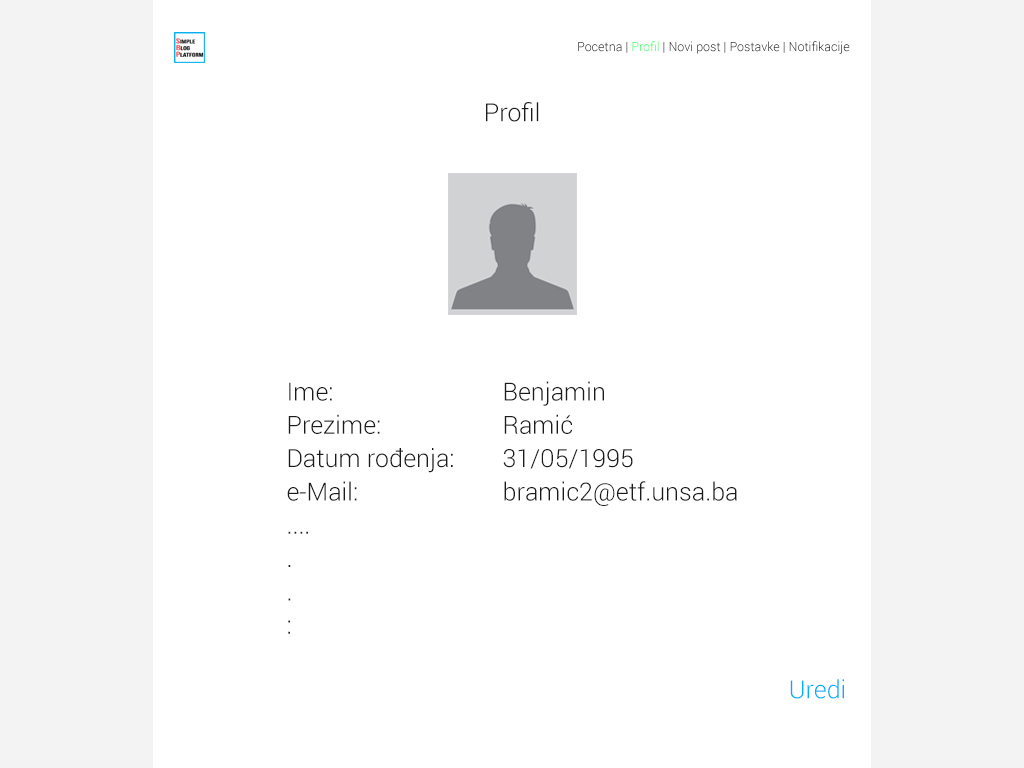 SIMPLE
BLOG
PLATFORM
Pocetna | Profil | Novi post | Postavke | Notifikacije
Profil
Ime: Benjamin
Prezime: Ramić
Datum rođenja: 31/05/1995
e-Mail: bramic2@etf.unsa.ba
....
.
.
:
Uredi